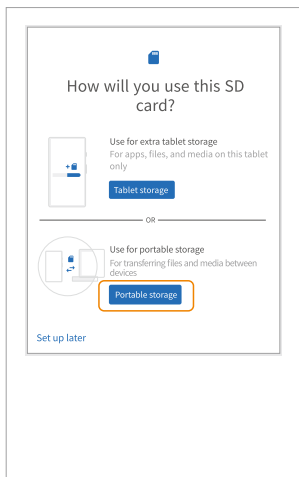 How will you use this SD
card?
Use for extra tablet storage
For apps, files, and media on this tablet
only
Tablet storage
OR
Use for portable storage
For transferring files and media between
devices
Portable storage
Set up later